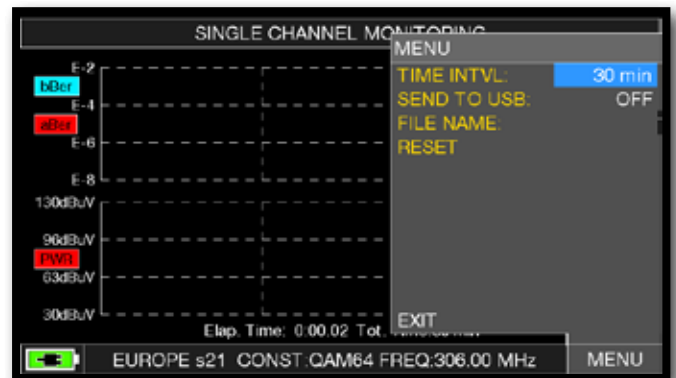 SINGLE CHANNEL MONITORING
MENU
TIME INTVL: 30 min
SEND TO USB: OFF
FILE NAME:
RESET
EXIT
E-2
bBer
E-4
aBer
E-6
E-8
130dBuV
96dBuV
PWR
63dBuV
30dBuV
Elap. Time: 0:00.02 Tot.
EUROPE s21 CONST:QAM64 FREQ:306.00 MHz MENU